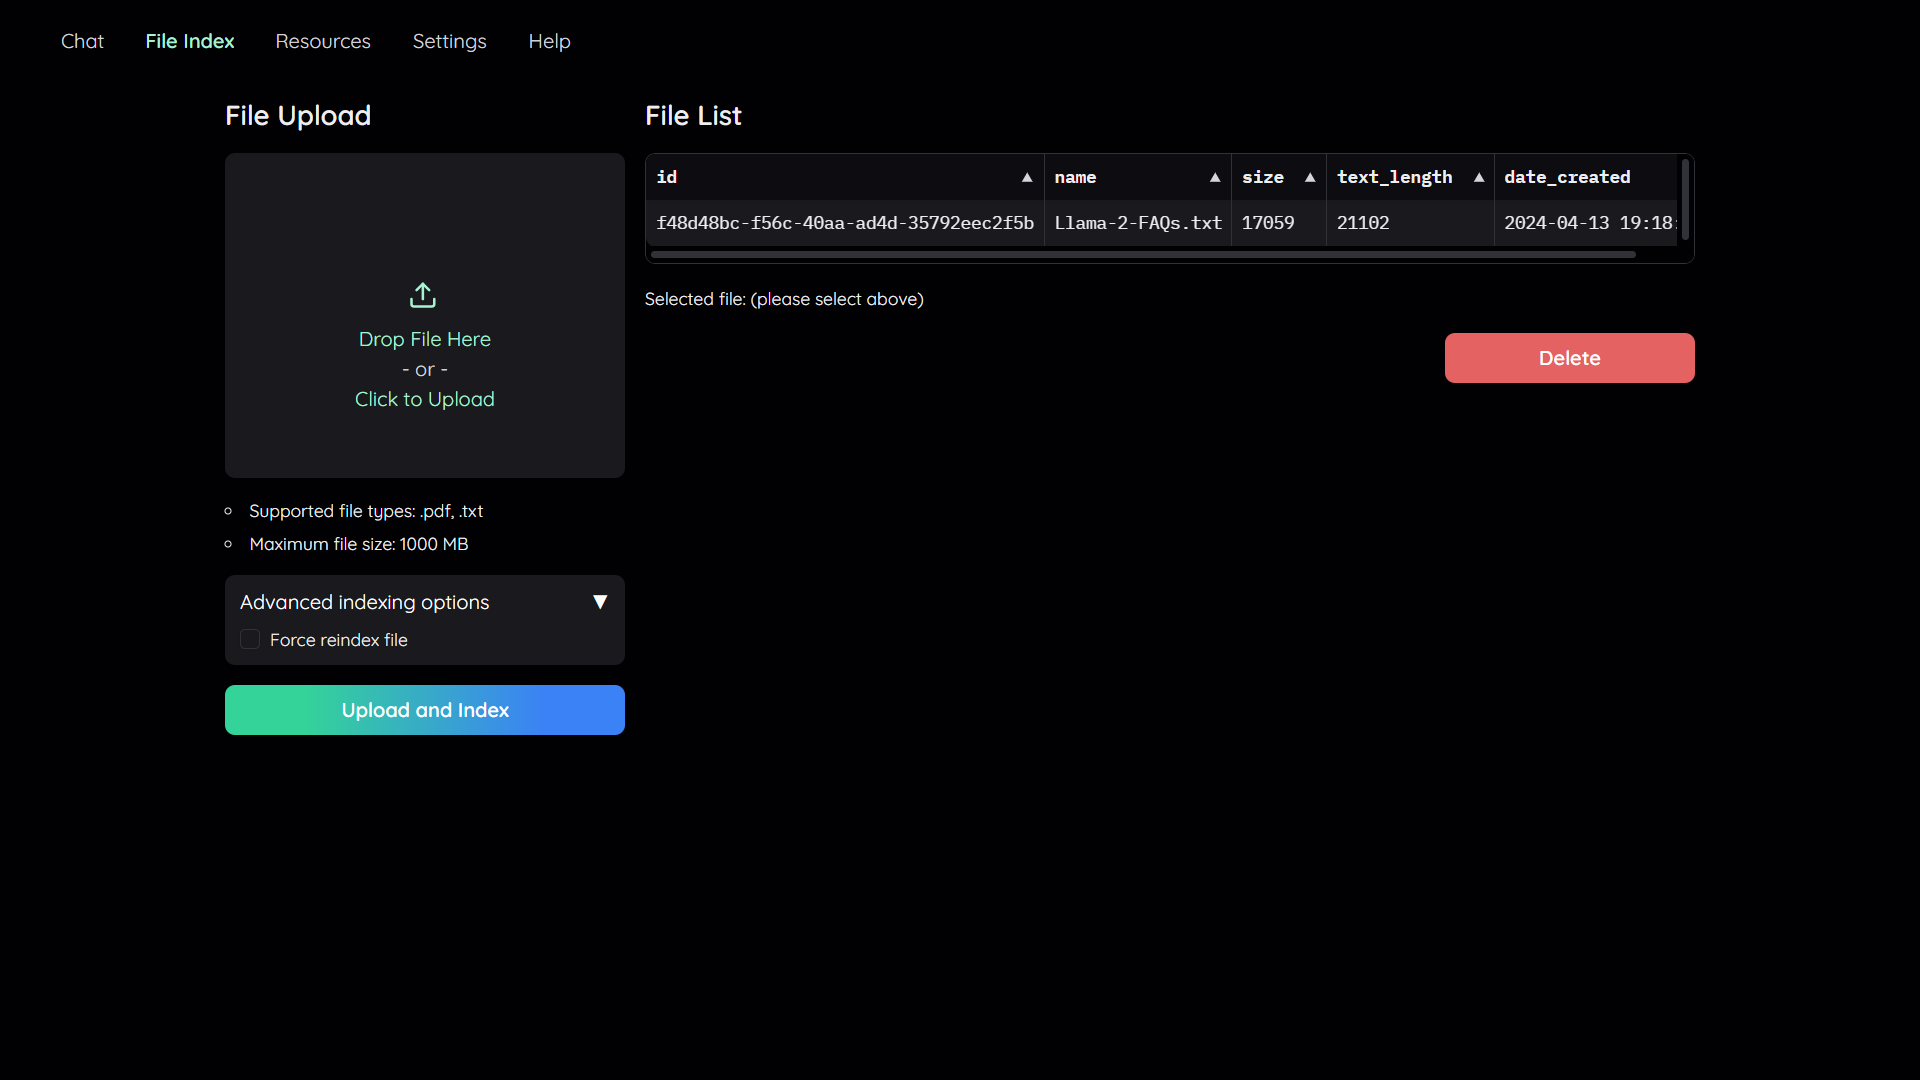 Chat File Index Resources Settings Help
File Upload
Drop File Here
- or -
Click to Upload
Supported file types: .pdf, .txt
Maximum file size: 1000 MB
Advanced indexing options ▼
Force reindex file
Upload and Index
File List
id ▲ name ▲ size ▲ text_length ▲ date_created
f48d48bc-f56c-40aa-ad4d-35792eec2f5b Llama-2-FAQs.txt 17059 21102 2024-04-13 19:18:
Selected file: (please select above)
Delete